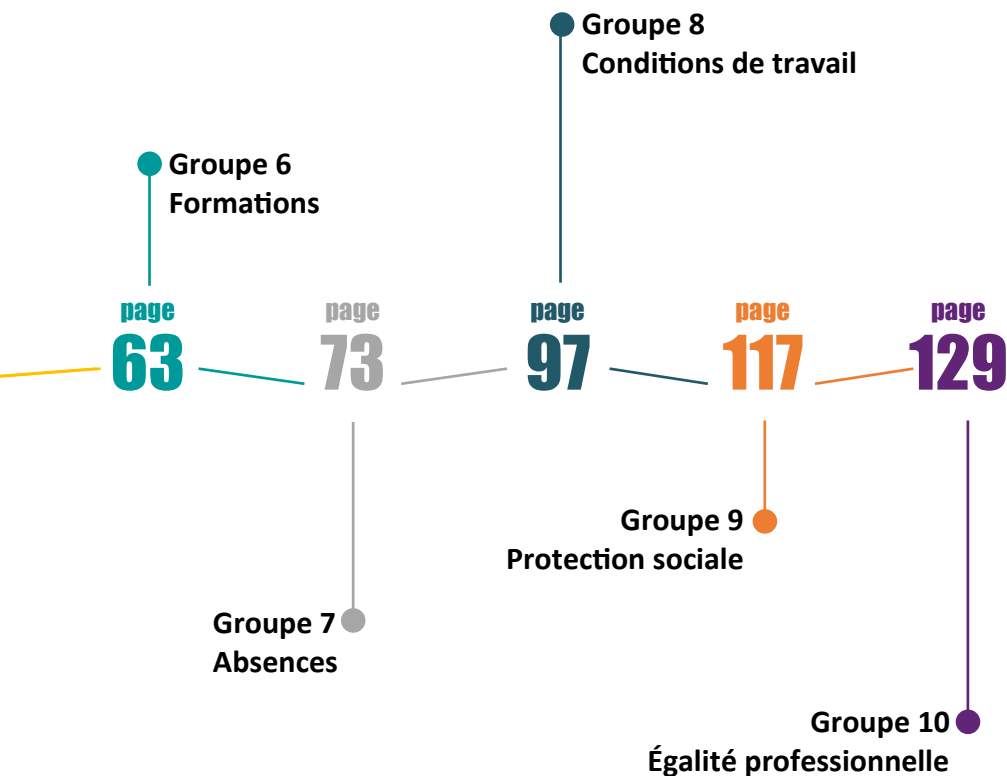 Groupe 8
Conditions de travail
Groupe 6
Formations
page
63
page
73
page
97
page
117
page
129
Groupe 9
Protection sociale
Groupe 7
Absences
Groupe 10
Égalité professionnelle